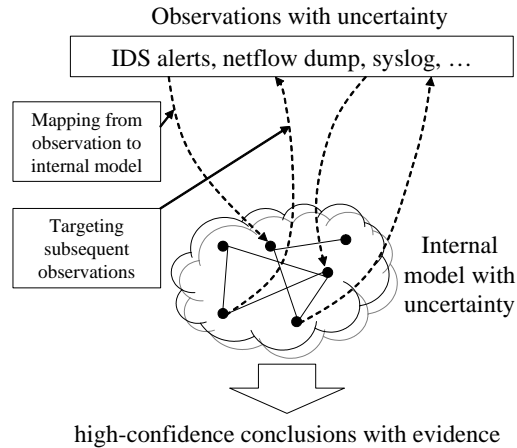 Observations with uncertainty
IDS alerts, netflow dump, syslog, …
Mapping from
observation to
internal model
Targeting
subsequent
observations
Internal
model with
uncertainty
high-confidence conclusions with evidence